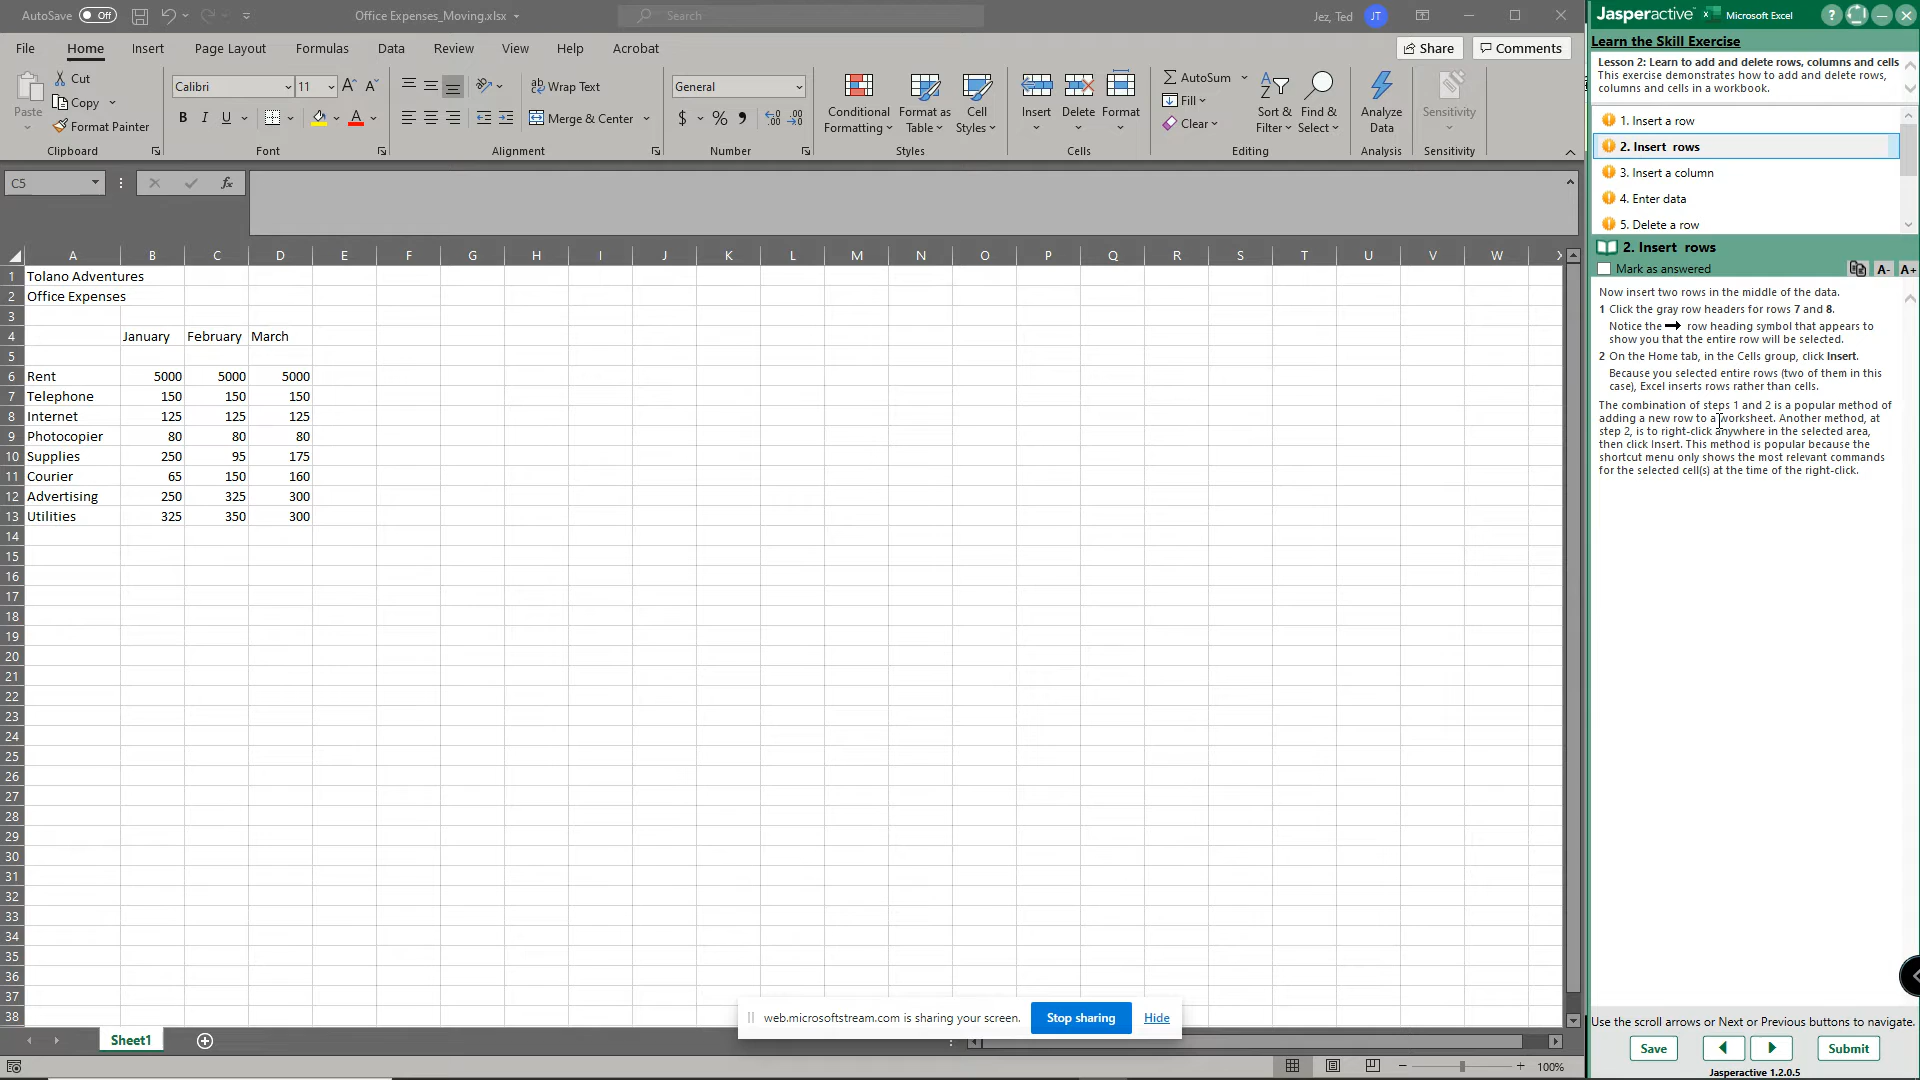 AutoSave Off Office Expenses_Moving.xlsx Search Jez, Ted JT
File Home Insert Page Layout Formulas Data Review View Help Acrobat Share Comments
Paste Cut Copy Format Painter
Calibri 11 A A
B I U A
Wrap Text
Merge & Center
General
$ % 9
Conditional Formatting Format as Table Cell Styles
Insert Delete Format
AutoSum
Fill
Clear
Sort & Filter Find & Select Analyze Data Sensitivity
Clipboard Font Alignment Number Styles Cells Editing Analysis Sensitivity
C5 fx
A B C D E F G H I J K L M N O P Q R S T U V W
1 Tolano Adventures
2 Office Expenses
3
4 January February March
5
6 Rent 5000 5000 5000
7 Telephone 150 150 150
8 Internet 125 125 125
9 Photocopier 80 80 80
10 Supplies 250 95 175
11 Courier 65 150 160
12 Advertising 250 325 300
13 Utilities 325 350 300
14
15
16
17
18
19
20
21
22
23
24
25
26
27
28
29
30
31
32
33
34
35
36
37
38
web.microsoftstream.com is sharing your screen. Stop sharing Hide
Sheet1
100%
Jasperactive Microsoft Excel ?
Learn the Skill Exercise
Lesson 2: Learn to add and delete rows, columns and cells
This exercise demonstrates how to add and delete rows,
columns and cells in a workbook.
1. Insert a row
2. Insert rows
3. Insert a column
4. Enter data
5. Delete a row
2. Insert rows
Mark as answered A- A+
Now insert two rows in the middle of the data.
1 Click the gray row headers for rows 7 and 8.
Notice the row heading symbol that appears to
show you that the entire row will be selected.
2 On the Home tab, in the Cells group, click Insert.
Because you selected entire rows (two of them in this
case), Excel inserts rows rather than cells.
The combination of steps 1 and 2 is a popular method of
adding a new row to a worksheet. Another method, at
step 2, is to right-click anywhere in the selected area,
then click Insert. This method is popular because the
shortcut menu only shows the most relevant commands
for the selected cell(s) at the time of the right-click.
Use the scroll arrows or Next or Previous buttons to navigate.
Save Submit
Jasperactive 1.2.0.5